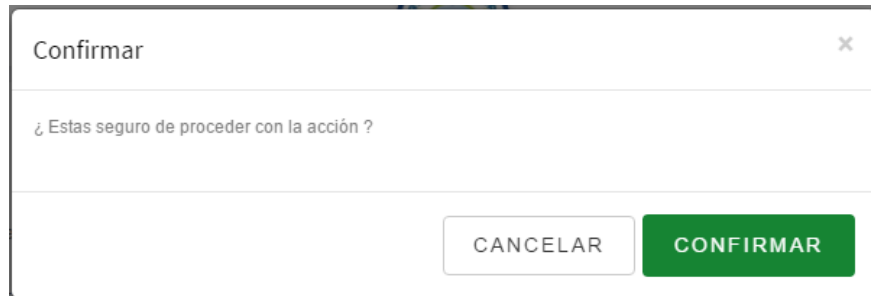 Confirmar ×
¿ Estas seguro de proceder con la acción ?
CANCELAR CONFIRMAR